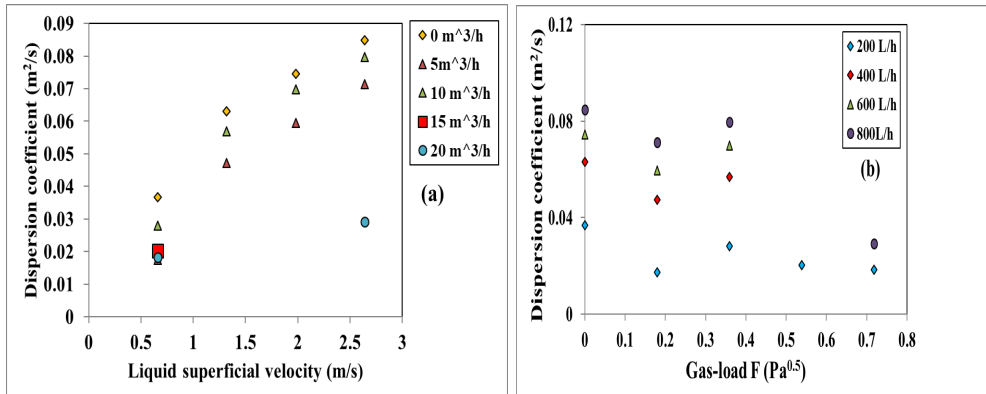 Dispersion coefficient (m²/s)
0.09
0.08
0.07
0.06
0.05
0.04
0.03
0.02
0.01
0
0
0.5
1
1.5
2
2.5
3
Liquid superficial velocity (m/s)
0 m^3/h
5m^3/h
10 m^3/h
15 m^3/h
20 m^3/h
(a)
Dispersion coefficient (m²/s)
0.12
0.08
0.04
0
0
0.1
0.2
0.3
0.4
0.5
0.6
0.7
0.8
Gas-load F (Pa⁰·⁵)
200 L/h
400 L/h
600 L/h
800L/h
(b)